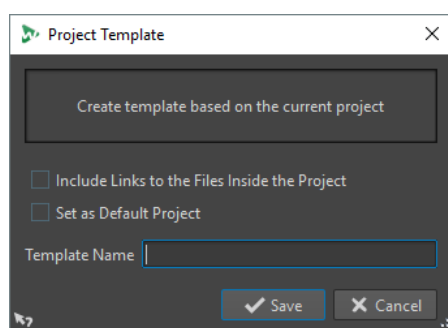 Project Template
Create template based on the current project
Include Links to the Files Inside the Project
Set as Default Project
Template Name
Save Cancel